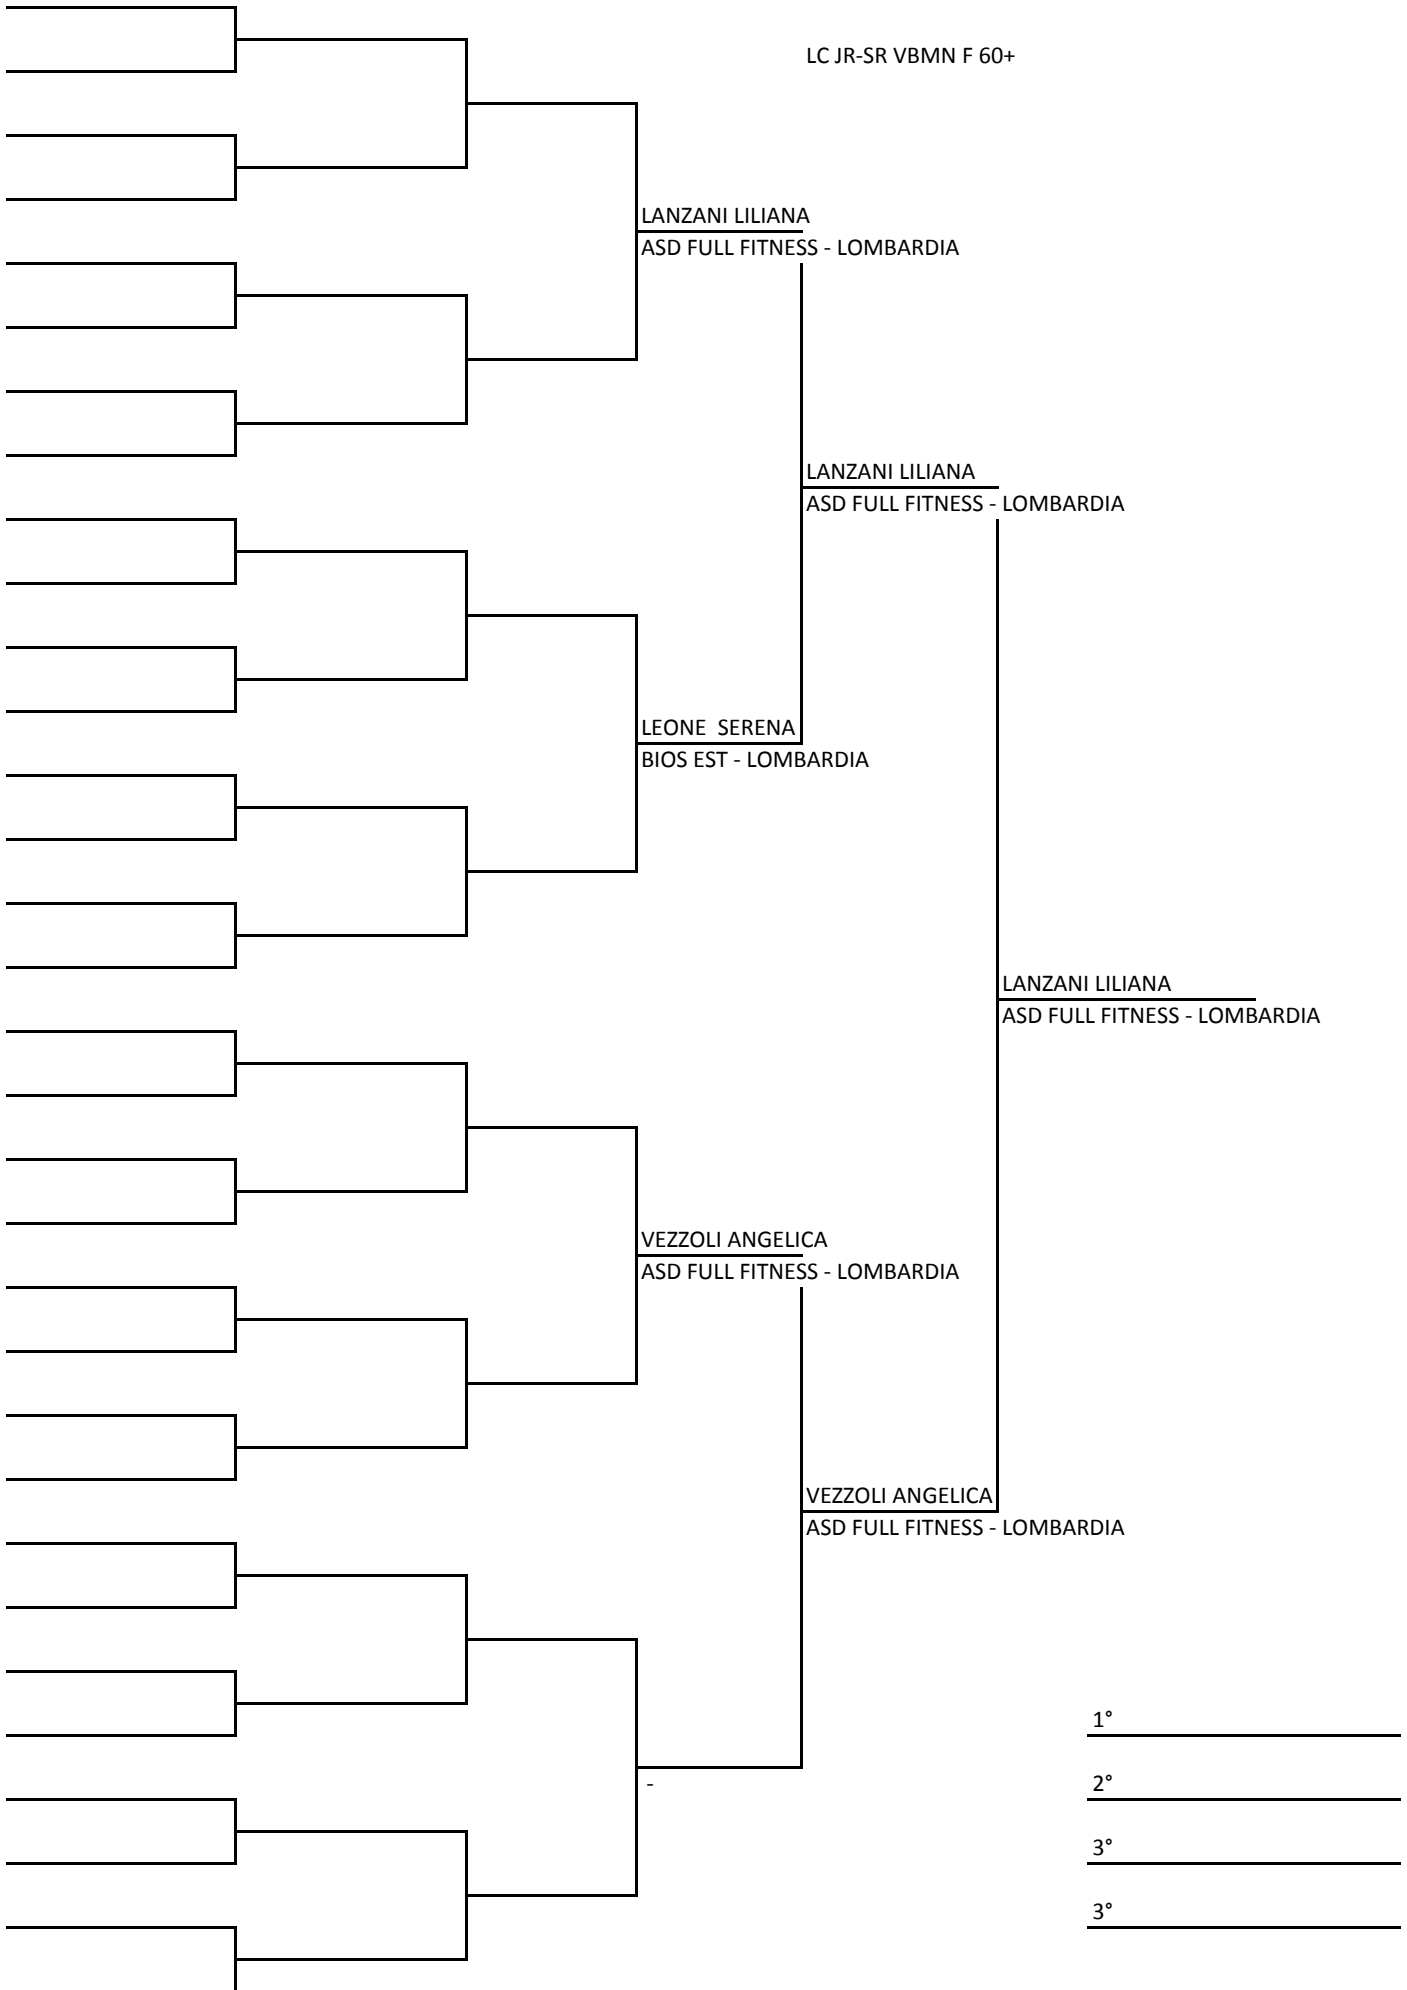 LC JR-SR VBMN F 60+
LANZANI LILIANA
ASD FULL FITNESS - LOMBARDIA
LANZANI LILIANA
ASD FULL FITNESS - LOMBARDIA
LEONE  SERENA
BIOS EST - LOMBARDIA
LANZANI LILIANA
ASD FULL FITNESS - LOMBARDIA
VEZZOLI ANGELICA
ASD FULL FITNESS - LOMBARDIA
VEZZOLI ANGELICA
ASD FULL FITNESS - LOMBARDIA
1°
-
2°
3°
3°